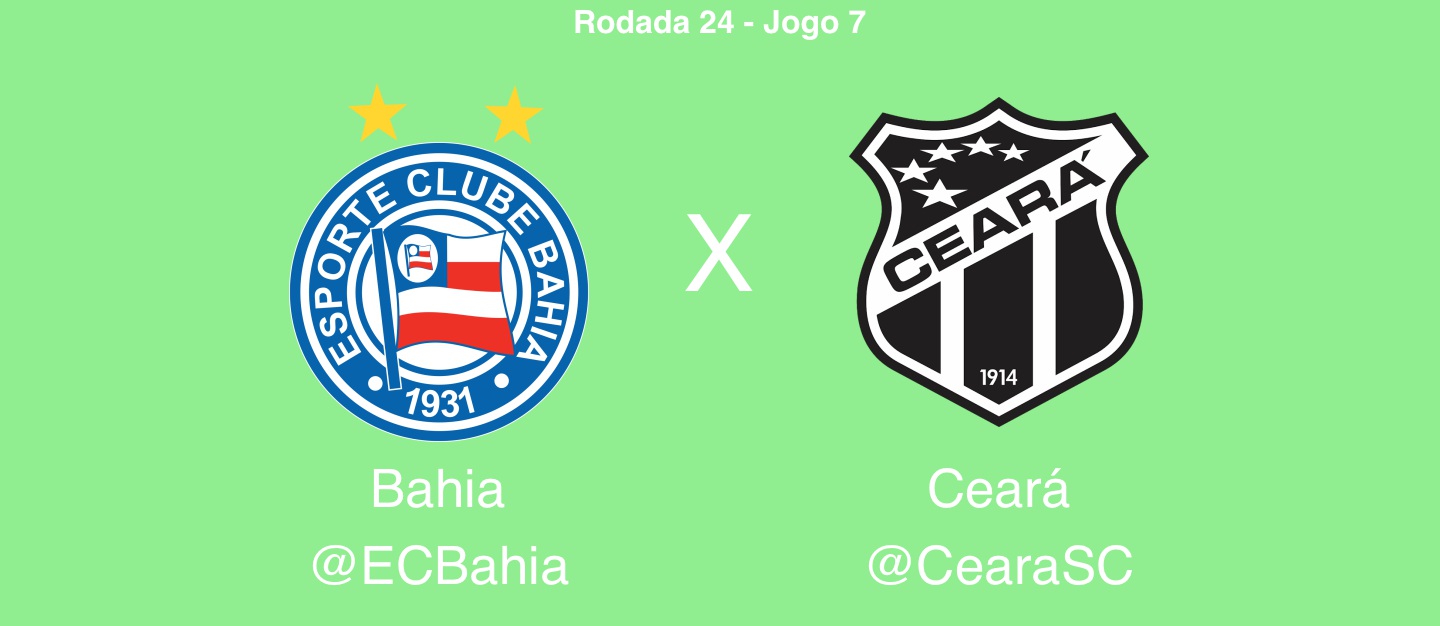 Rodada 24 - Jogo 7
ESPORTE CLUBE BAHIA
1931
X
CEARÁ
1914
Bahia
Ceará
@ECBahia
@CearaSC